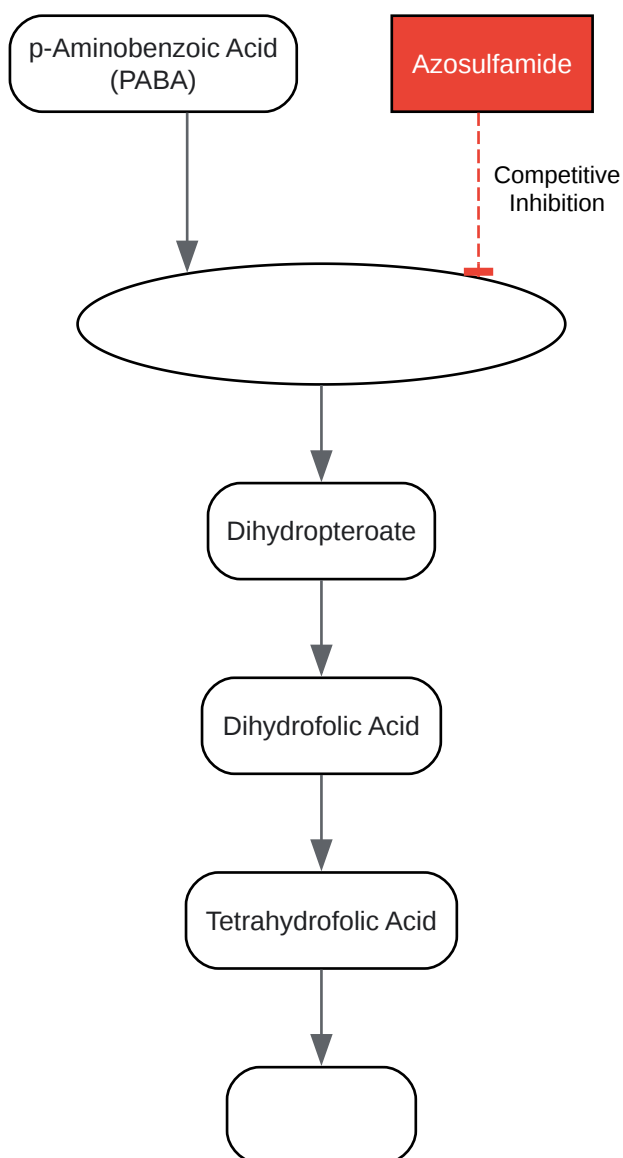 p-Aminobenzoic Acid
(PABA)
Azosulfamide
Competitive
Inhibition
Dihydropteroate
Dihydrofolic Acid
Tetrahydrofolic Acid